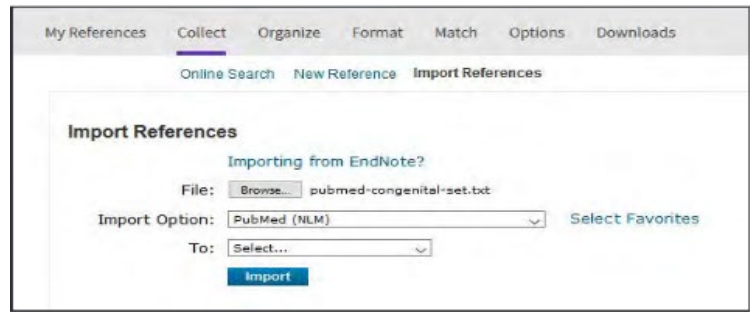 My References Collect Organize Format Match Options Downloads
Online Search New Reference Import References
Import References
Importing from EndNote?
File: Browse... pubmed-congenital-set.txt
Import Option: PubMed (NLM) Select Favorites
To: Select...
Import